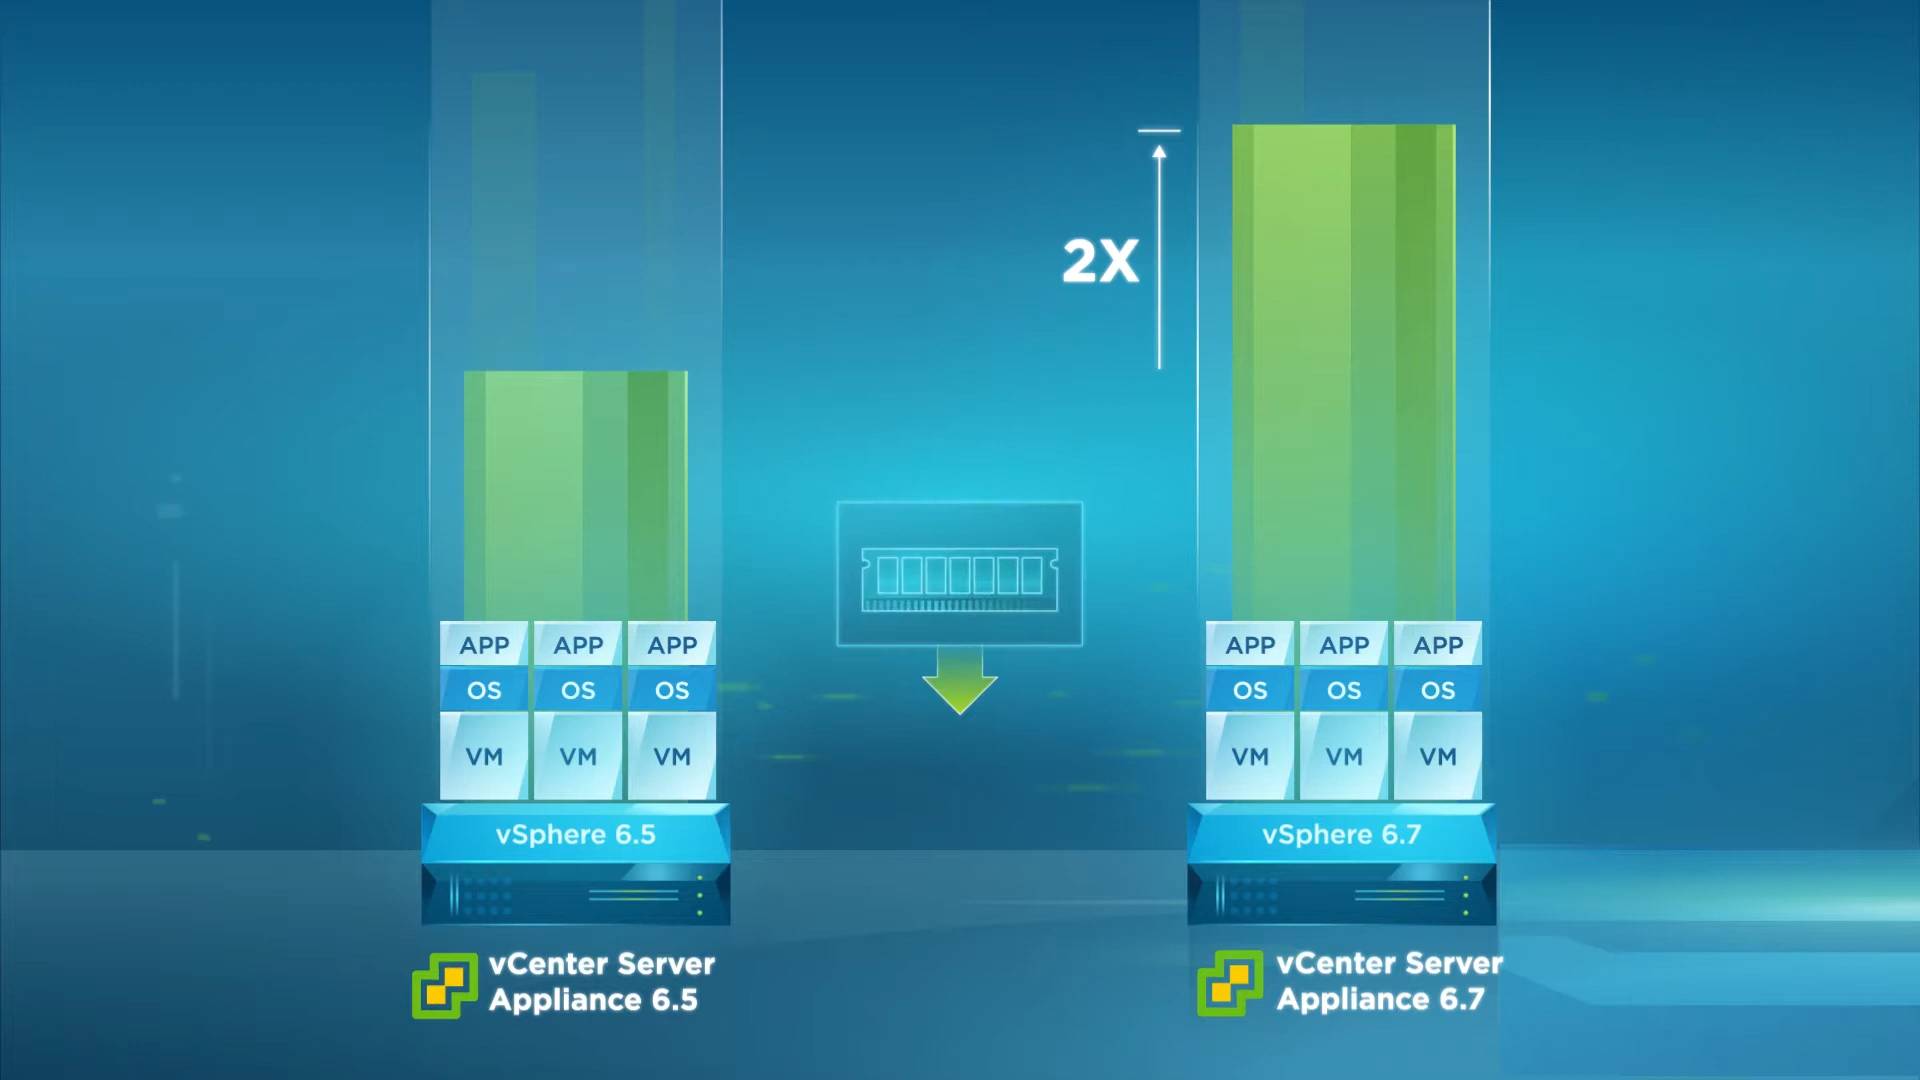 2X
APP APP APP
OS OS OS
VM VM VM
vSphere 6.5
vCenter Server
Appliance 6.5
APP APP APP
OS OS OS
VM VM VM
vSphere 6.7
vCenter Server
Appliance 6.7